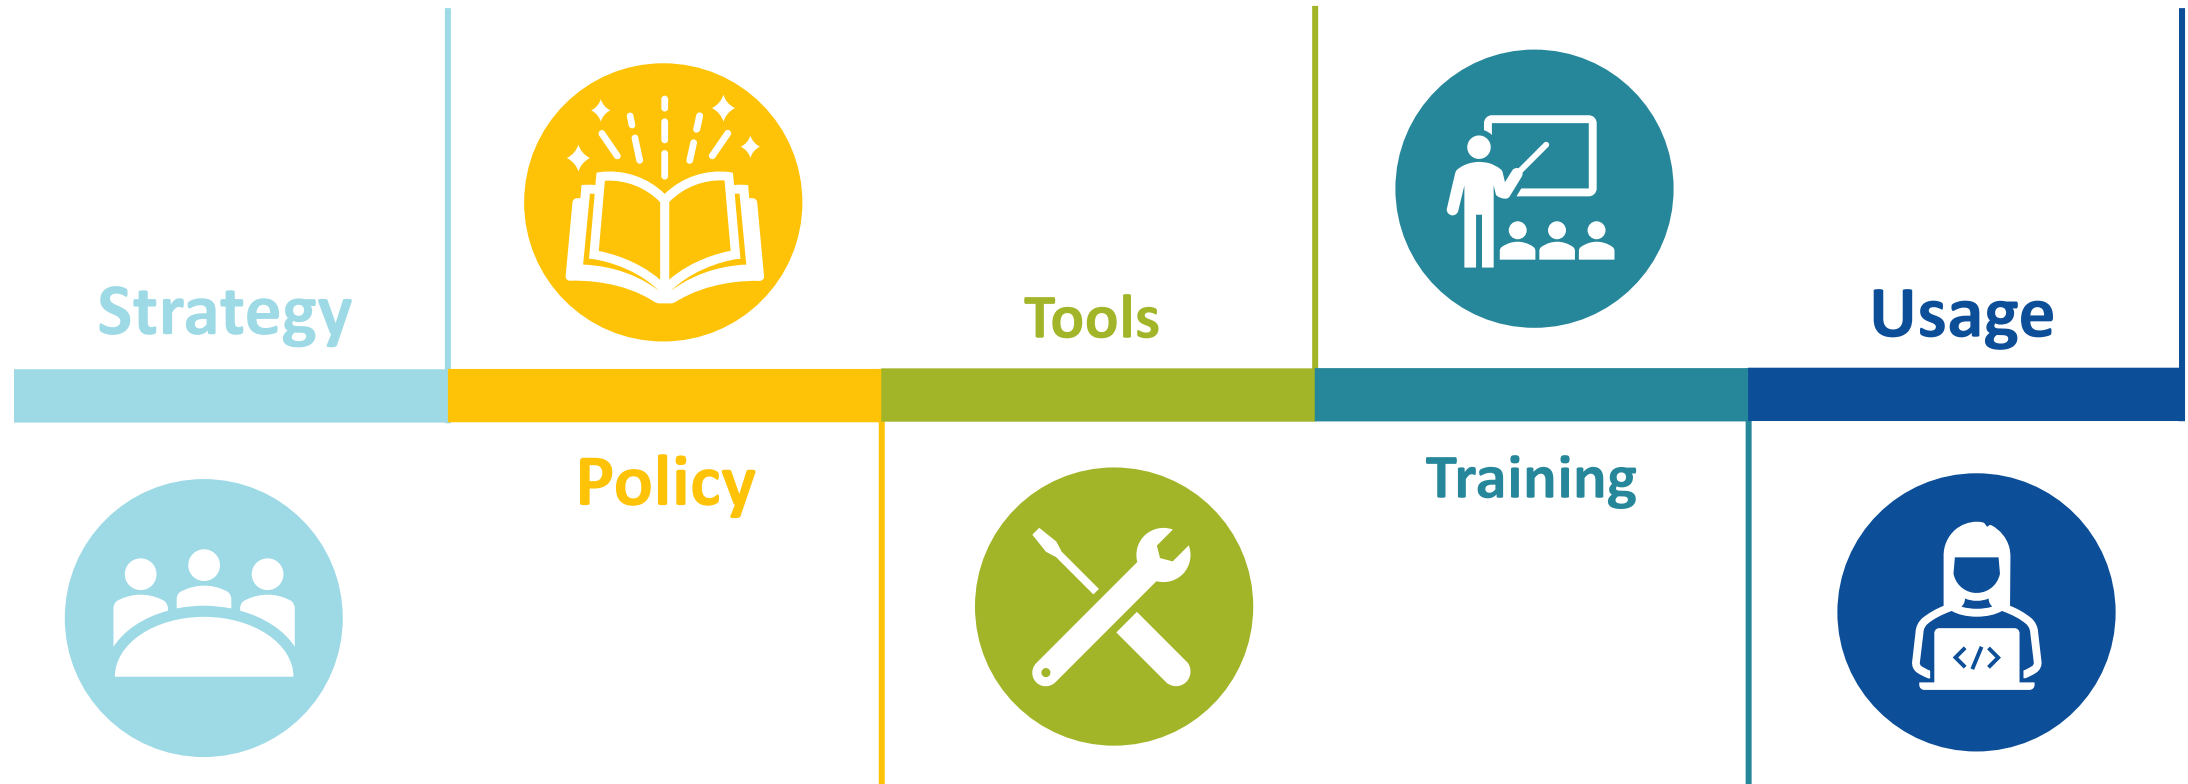 Strategy
Policy
Tools
Training
Usage
</>